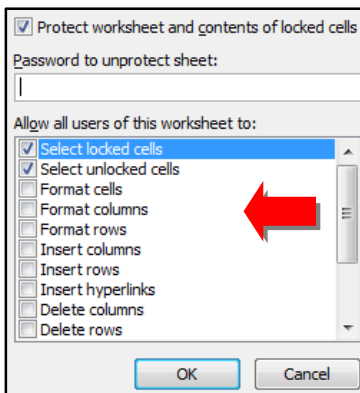 Protect worksheet and contents of locked cells
Password to unprotect sheet:
Allow all users of this worksheet to:
Select locked cells
Select unlocked cells
Format cells
Format columns
Format rows
Insert columns
Insert rows
Insert hyperlinks
Delete columns
Delete rows
OK Cancel